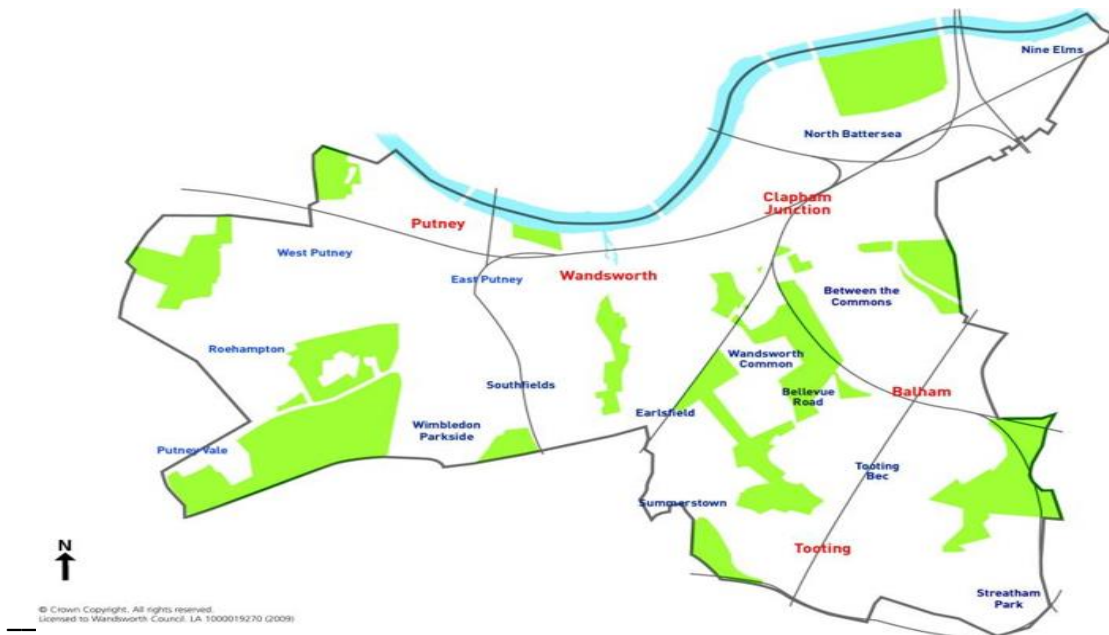 Nine Elms
North Battersea
Clapham
Junction
Putney
West Putney
East Putney
Wandsworth
Between the
Commons
Roehampton
Wandsworth
Common
Southfields
Bellevue
Road
Balham
Earlsfield
Wimbledon
Parkside
Putney Vale
Tooting
Bec
Summerstown
Tooting
Streatham
Park
N
© Crown Copyright. All rights reserved.
Licensed to Wandsworth Council. LA 1000019270 (2009)